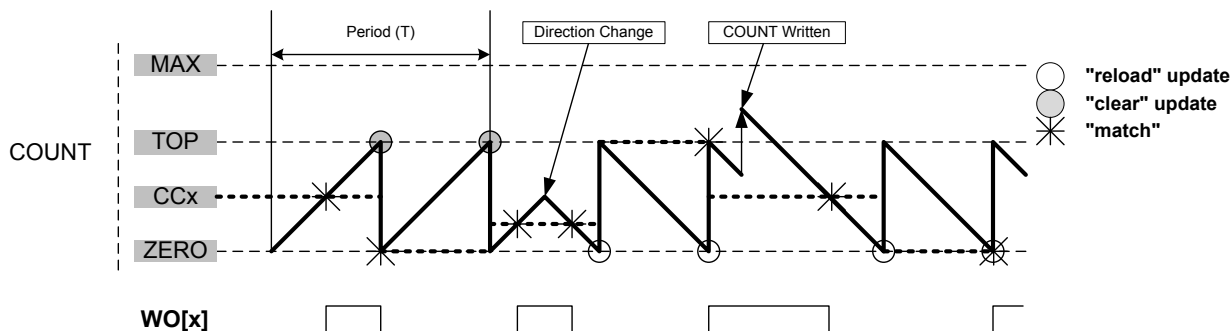 Period (T)
Direction Change
COUNT Written
MAX
"reload" update
"clear" update
TOP
"match"
COUNT
CCx
ZERO
WO[x]